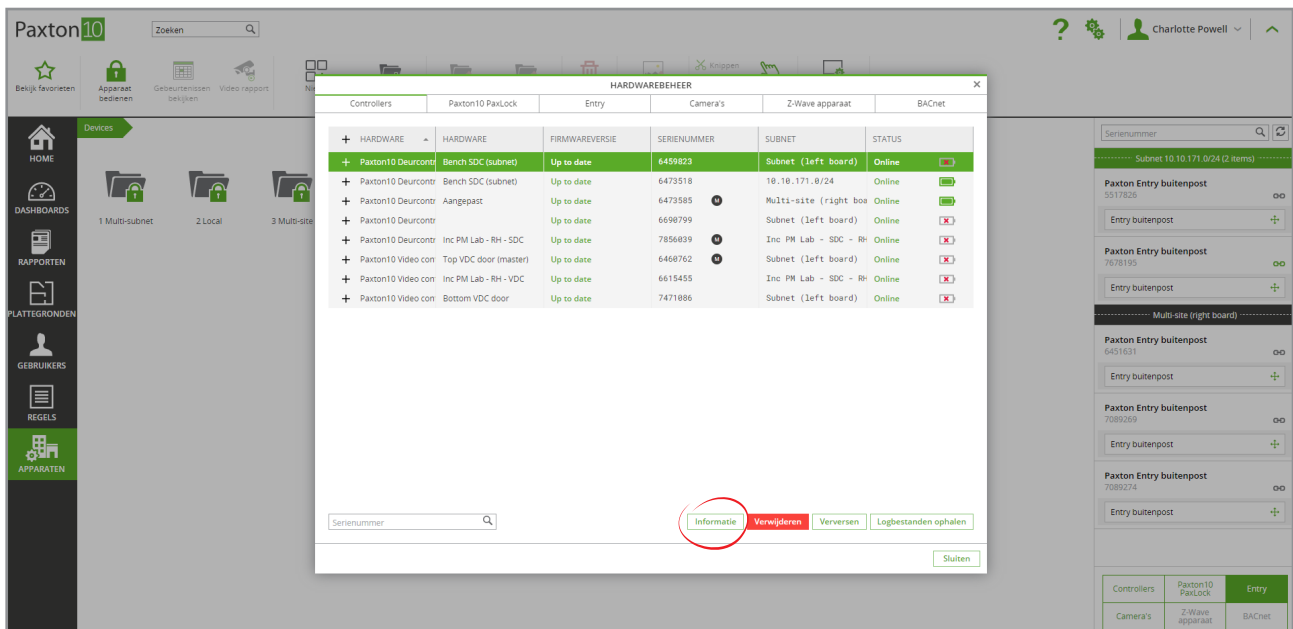 Paxton10
Zoeken
Charlotte Powell
Bekijk favorieten
Apparaat bedienen
Gebeurtenissen bekijken
Video rapport
Knippen
HARDWAREBEHEER
Controllers Paxton10 PaxLock Entry Camera's Z-Wave apparaat BACnet
HARDWARE HARDWARE FIRMWAREVERSIE SERIENUMMER SUBNET STATUS
Paxton10 Deurcontr Bench SDC (subnet) Up to date 6459823 Subnet (left board) Online
Paxton10 Deurcontr Bench SDC (subnet) Up to date 6473518 10.10.171.0/24 Online
Paxton10 Deurcontr Aangepast Up to date 6473585 M Multi-site (right boa Online
Paxton10 Deurcontr Up to date 6690799 Subnet (left board) Online
Paxton10 Deurcontr Inc PM Lab - RH - SDC Up to date 7856039 M Inc PM Lab - SDC - RH Online
Paxton10 Video con Top VDC door (master) Up to date 6460762 M Subnet (left board) Online
Paxton10 Video con Inc PM Lab - RH - VDC Up to date 6615455 Inc PM Lab - SDC - RH Online
Paxton10 Video con Bottom VDC door Up to date 7471086 Subnet (left board) Online
Serienummer
Informatie Verwijderen Verversen Logbestanden ophalen
Sluiten
HOME
DASHBOARDS
RAPPORTEN
PLATTEGRONDEN
GEBRUIKERS
REGELS
APPARATEN
Devices
1 Multi-subnet 2 Local 3 Multi-site
Serienummer
Subnet 10.10.171.0/24 (2 items)
Paxton Entry buitenpost
5517826
Entry buitenpost
Paxton Entry buitenpost
7678195
Entry buitenpost
Multi-site (right board)
Paxton Entry buitenpost
6451631
Entry buitenpost
Paxton Entry buitenpost
7089269
Entry buitenpost
Paxton Entry buitenpost
7089274
Entry buitenpost
Controllers Paxton10 PaxLock Entry
Camera's Z-Wave apparaat BACnet